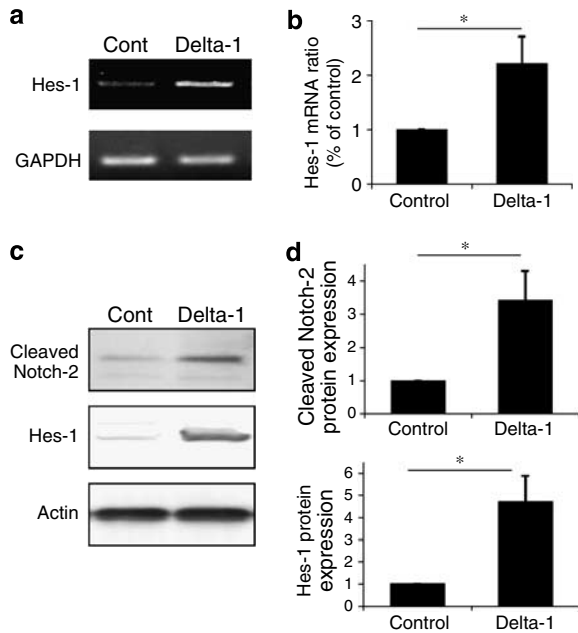 a
Cont Delta-1
Hes-1
GAPDH
b
*
Hes-1 mRNA ratio
(% of control)
3
2
1
0
Control Delta-1
c
Cont Delta-1
Cleaved
Notch-2
Hes-1
Actin
d
*
Cleaved Notch-2
protein expression
4
3
2
1
0
Control Delta-1
*
Hes-1 protein
expression
6
5
4
3
2
1
0
Control Delta-1